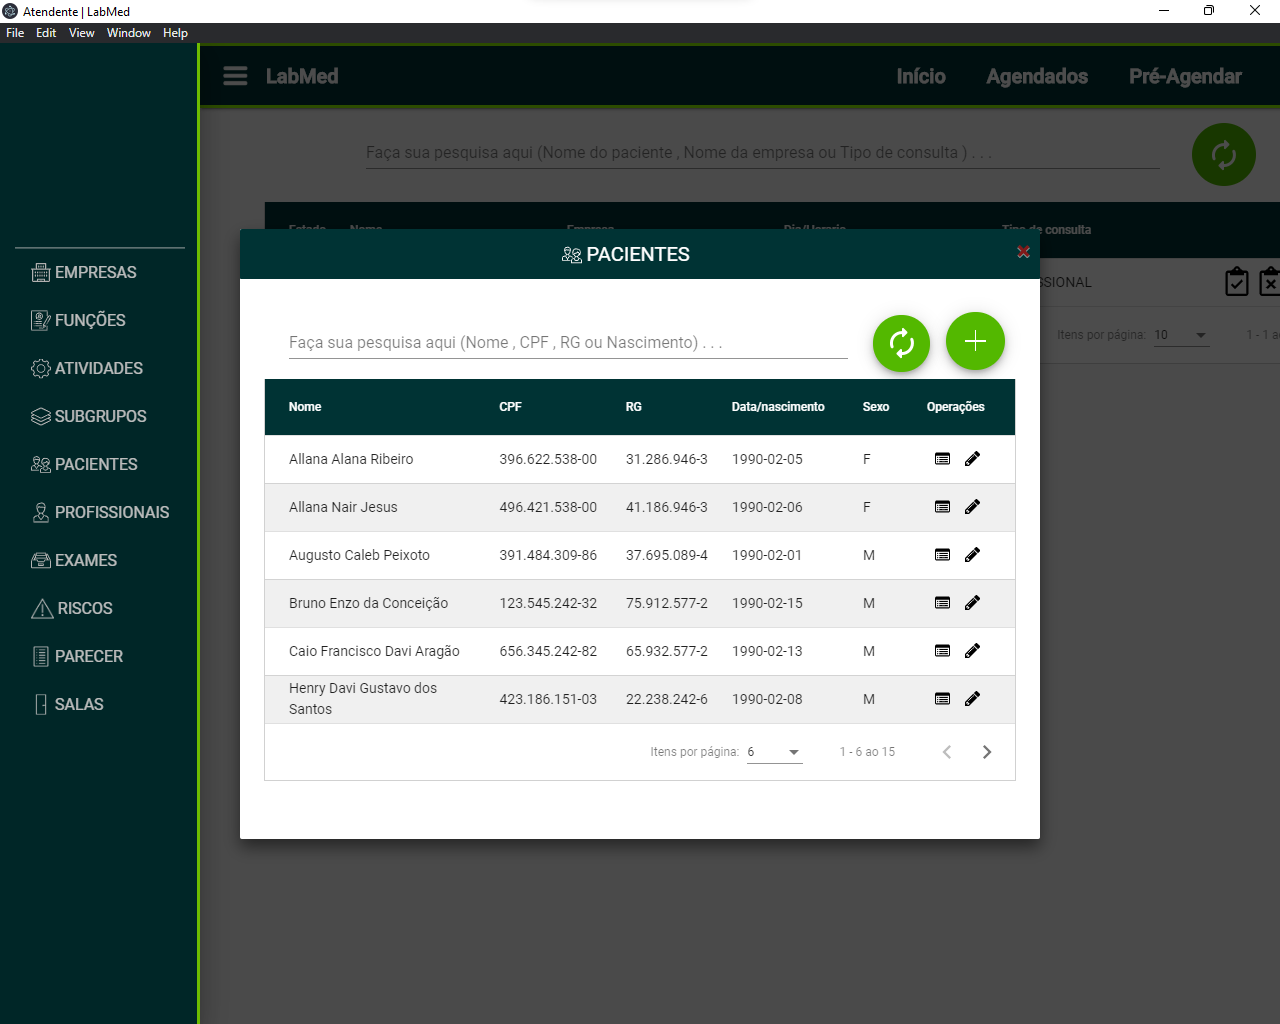 Atendente | LabMed
File Edit View Window Help
LabMed Início Agendados Pré-Agendar
Faça sua pesquisa aqui (Nome do paciente , Nome da empresa ou Tipo de consulta ) . . .
Estado Nome Empresa Dia/Horario Tipo de consulta
EMPRESAS
FUNÇÕES
ATIVIDADES
SUBGRUPOS
PACIENTES
PROFISSIONAIS
EXAMES
RISCOS
PARECER
SALAS
SSIONAL
Itens por página: 10 1 - 1 a
PACIENTES
Faça sua pesquisa aqui (Nome , CPF , RG ou Nascimento) . . .
Nome CPF RG Data/nascimento Sexo Operações
Allana Alana Ribeiro 396.622.538-00 31.286.946-3 1990-02-05 F
Allana Nair Jesus 496.421.538-00 41.186.946-3 1990-02-06 F
Augusto Caleb Peixoto 391.484.309-86 37.695.089-4 1990-02-01 M
Bruno Enzo da Conceição 123.545.242-32 75.912.577-2 1990-02-15 M
Caio Francisco Davi Aragão 656.345.242-82 65.932.577-2 1990-02-13 M
Henry Davi Gustavo dos
Santos 423.186.151-03 22.238.242-6 1990-02-08 M
Itens por página: 6 1 - 6 ao 15